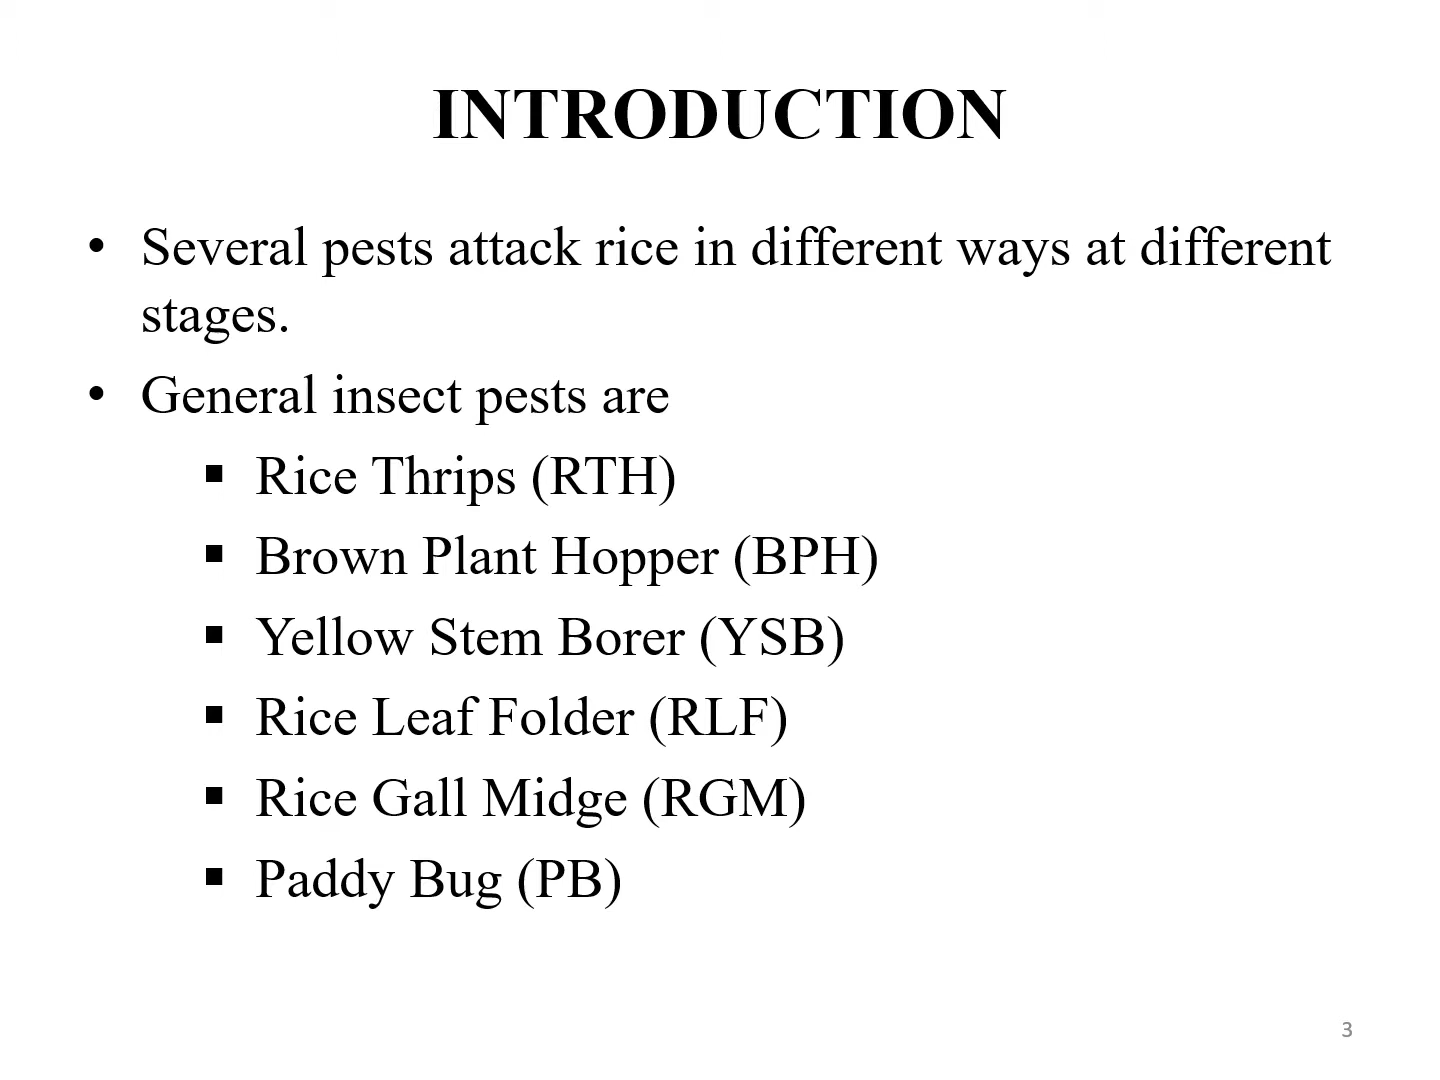 INTRODUCTION
• Several pests attack rice in different ways at different
stages.
• General insect pests are
▪ Rice Thrips (RTH)
▪ Brown Plant Hopper (BPH)
▪ Yellow Stem Borer (YSB)
▪ Rice Leaf Folder (RLF)
▪ Rice Gall Midge (RGM)
▪ Paddy Bug (PB)
3